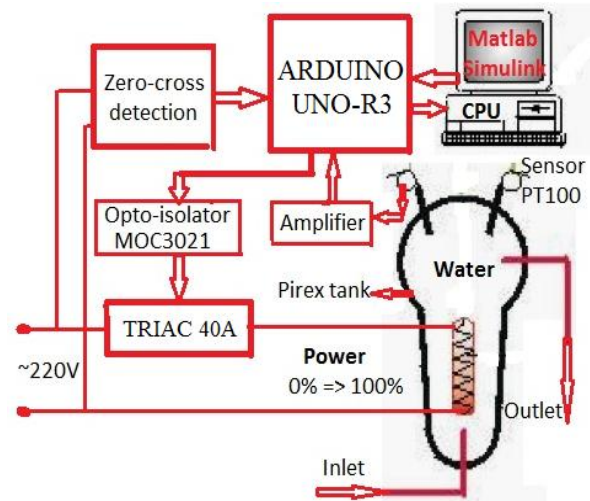 Zero-cross
detection
ARDUINO
UNO-R3
Matlab
Simulink
CPU
Opto-isolator
MOC3021
Amplifier
Sensor
PT100
Water
Pirex tank
TRIAC 40A
Power
0% => 100%
~220V
Outlet
Inlet